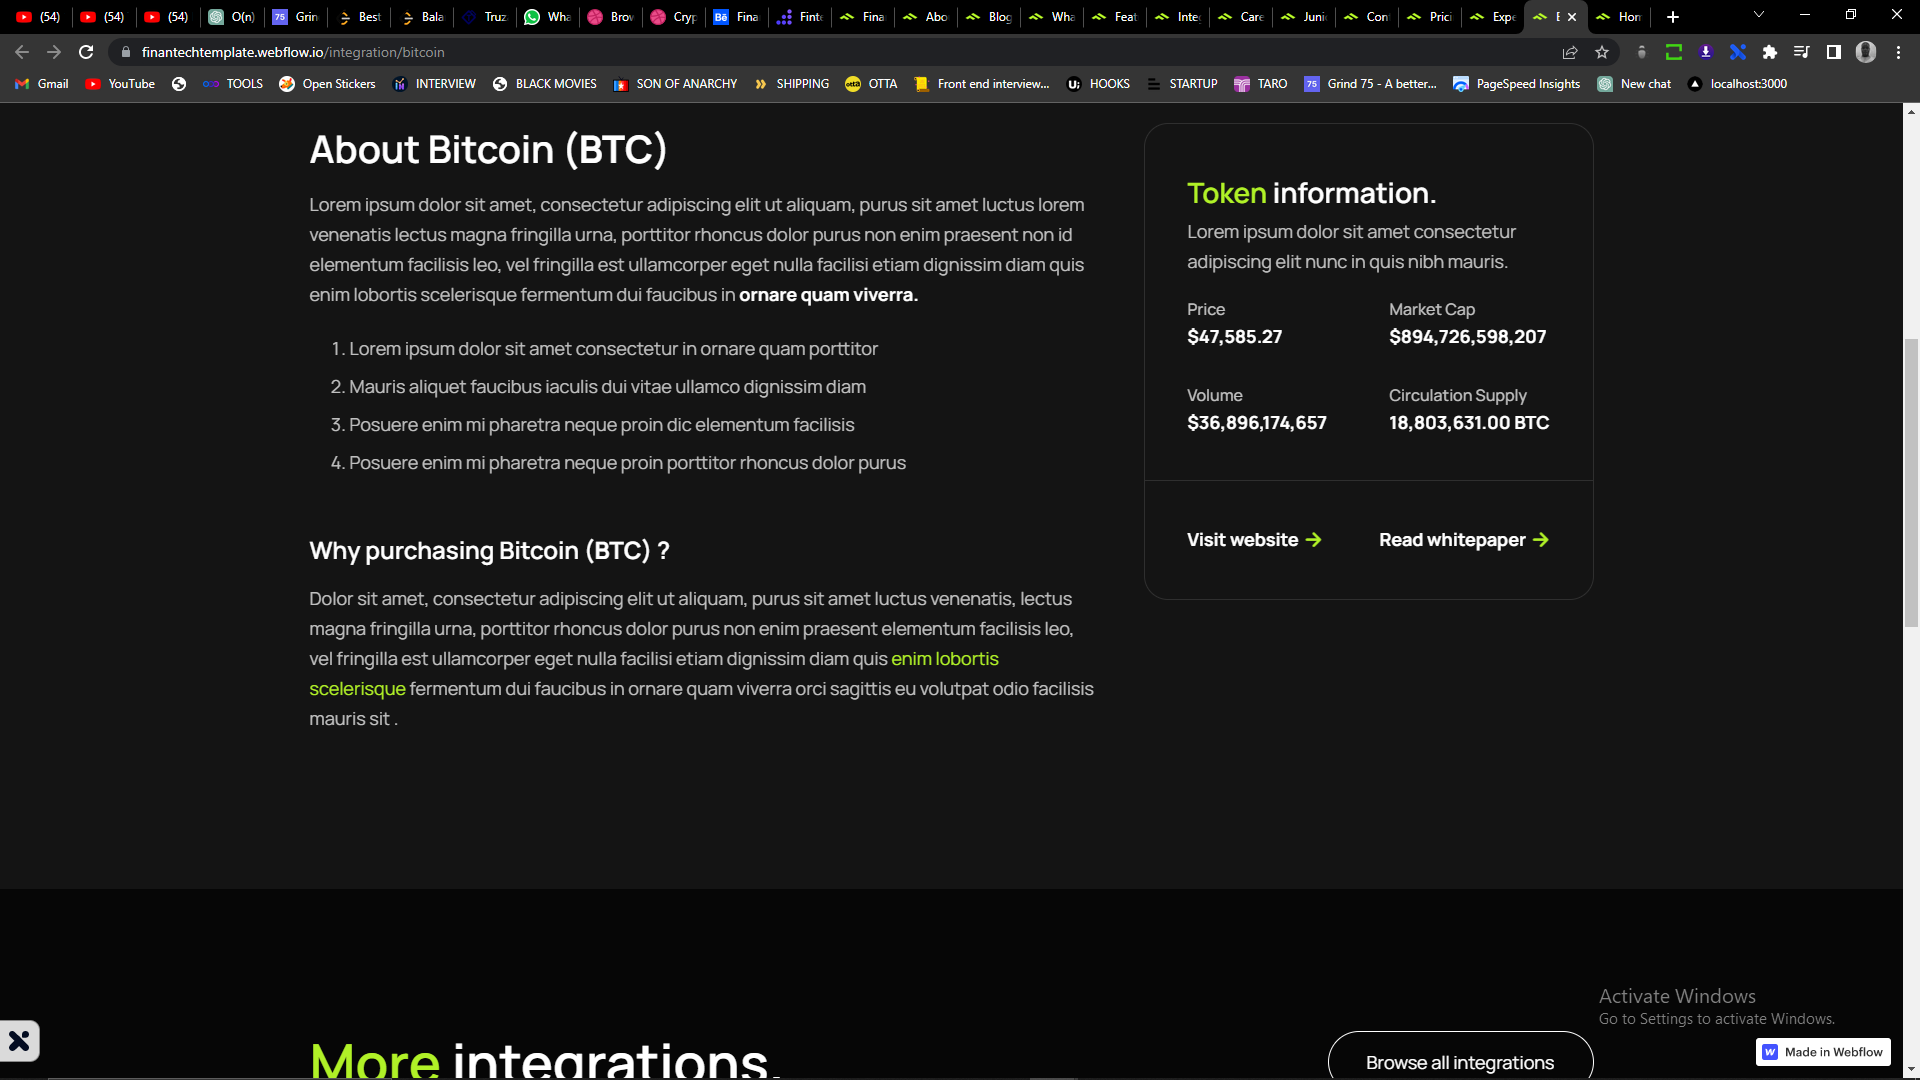 (54)
(54)
(54)
O(n)
Grin
Best
Bala
Truz
Wha
Brov
Cryp
Fina
Finte
Fina
Abo
Blog
Wha
Feat
Inte
Care
Juni
Con
Prici
Expe
Hom
finantechtemplate.webflow.io/integration/bitcoin
Gmail
YouTube
TOOLS
Open Stickers
INTERVIEW
BLACK MOVIES
SON OF ANARCHY
SHIPPING
OTTA
Front end interview...
HOOKS
STARTUP
TARO
Grind 75 - A better...
PageSpeed Insights
New chat
localhost:3000
About Bitcoin (BTC)
Lorem ipsum dolor sit amet, consectetur adipiscing elit ut aliquam, purus sit amet luctus lorem
venenatis lectus magna fringilla urna, porttitor rhoncus dolor purus non enim praesent non id
elementum facilisis leo, vel fringilla est ullamcorper eget nulla facilisi etiam dignissim diam quis
enim lobortis scelerisque fermentum dui faucibus in ornare quam viverra.
1. Lorem ipsum dolor sit amet consectetur in ornare quam porttitor
2. Mauris aliquet faucibus iaculis dui vitae ullamco dignissim diam
3. Posuere enim mi pharetra neque proin dic elementum facilisis
4. Posuere enim mi pharetra neque proin porttitor rhoncus dolor purus
Why purchasing Bitcoin (BTC) ?
Dolor sit amet, consectetur adipiscing elit ut aliquam, purus sit amet luctus venenatis, lectus
magna fringilla urna, porttitor rhoncus dolor purus non enim praesent elementum facilisis leo,
vel fringilla est ullamcorper eget nulla facilisi etiam dignissim diam quis enim lobortis
scelerisque fermentum dui faucibus in ornare quam viverra orci sagittis eu volutpat odio facilisis
mauris sit .
Token information.
Lorem ipsum dolor sit amet consectetur
adipiscing elit nunc in quis nibh mauris.
Price
$47,585.27
Market Cap
$894,726,598,207
Volume
$36,896,174,657
Circulation Supply
18,803,631.00 BTC
Visit website
Read whitepaper
More integrations.
Browse all integrations
Activate Windows
Go to Settings to activate Windows.
Made in Webflow